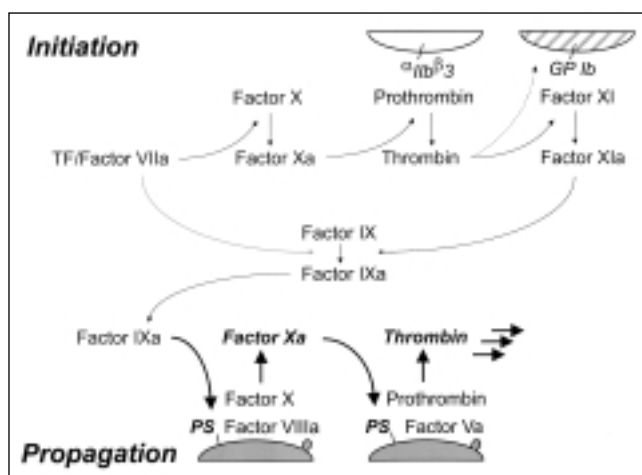 Initiation
αIIbβ3 GP Ib
Factor X Prothrombin Factor XI
TF/Factor VIIa Factor Xa Thrombin Factor XIa
Factor IX
Factor IXa
Factor IXa Factor Xa Thrombin
Factor X Prothrombin
PS Factor VIIIa PS Factor Va
Propagation